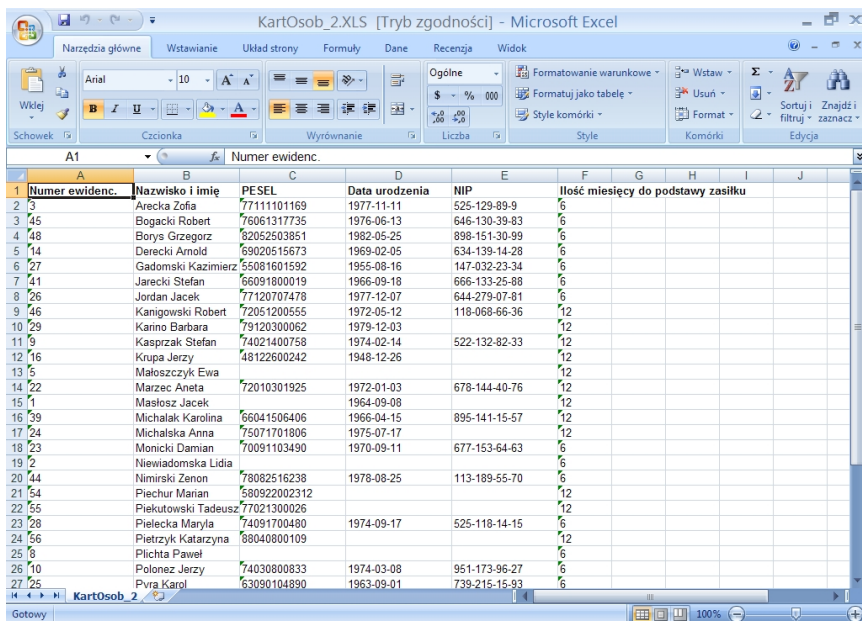 KartOsob_2.XLS [Tryb zgodności] - Microsoft Excel
Narzędzia główne Wstawianie Układ strony Formuły Dane Recenzja Widok
Wklej
Arial 10
B I U
Ogólne
$ % 000
Formatowanie warunkowe
Formatuj jako tabelę
Style komórki
Wstaw
Usuń
Format
Sortuj i filtruj
Znajdź i zaznacz
Schowek Czcionka Wyrównanie Liczba Style Komórki Edycja
A1 fx Numer ewidenc.
A B C D E F G H I J
1 Numer ewidenc. Nazwisko i imię PESEL Data urodzenia NIP Ilość miesięcy do podstawy zasiłku
2 3 Arecka Zofia 77111101169 1977-11-11 525-129-89-9 6
3 45 Bogacki Robert 76061317735 1976-06-13 646-130-39-83 6
4 48 Borys Grzegorz 82052503851 1982-05-25 898-151-30-99 6
5 14 Derecki Arnold 69020515673 1969-02-05 634-139-14-28 6
6 27 Gadomski Kazimierz 55081601592 1955-08-16 147-032-23-34 6
7 41 Jarecki Stefan 66091800019 1966-09-18 666-133-25-88 6
8 26 Jordan Jacek 77120707478 1977-12-07 644-279-07-81 6
9 46 Kanigowski Robert 72051200555 1972-05-12 118-068-66-36 12
10 29 Karino Barbara 79120300062 1979-12-03 12
11 9 Kasprzak Stefan 74021400758 1974-02-14 522-132-82-33 12
12 16 Krupa Jerzy 48122600242 1948-12-26 12
13 5 Małoszczyk Ewa 12
14 22 Marzec Aneta 72010301925 1972-01-03 678-144-40-76 12
15 1 Masłosz Jacek 1964-09-08 12
16 39 Michalak Karolina 66041506406 1966-04-15 895-141-15-57 12
17 24 Michalska Anna 75071701806 1975-07-17 12
18 23 Monicki Damian 70091103490 1970-09-11 677-153-64-63 6
19 2 Niewiadomska Lidia 6
20 44 Nimirski Zenon 78082516238 1978-08-25 113-189-55-70 6
21 54 Piechur Marian 580922002312 12
22 55 Piekutowski Tadeusz 77021300026 12
23 28 Pielecka Maryla 74091700480 1974-09-17 525-118-14-15 6
24 56 Pietrzyk Katarzyna 88040800109 12
25 8 Plichta Paweł 6
26 10 Polonez Jerzy 74030800833 1974-03-08 951-173-96-27 6
27 25 Pyra Karol 63090104890 1963-09-01 739-215-15-93 6
KartOsob_2
Gotowy 100%